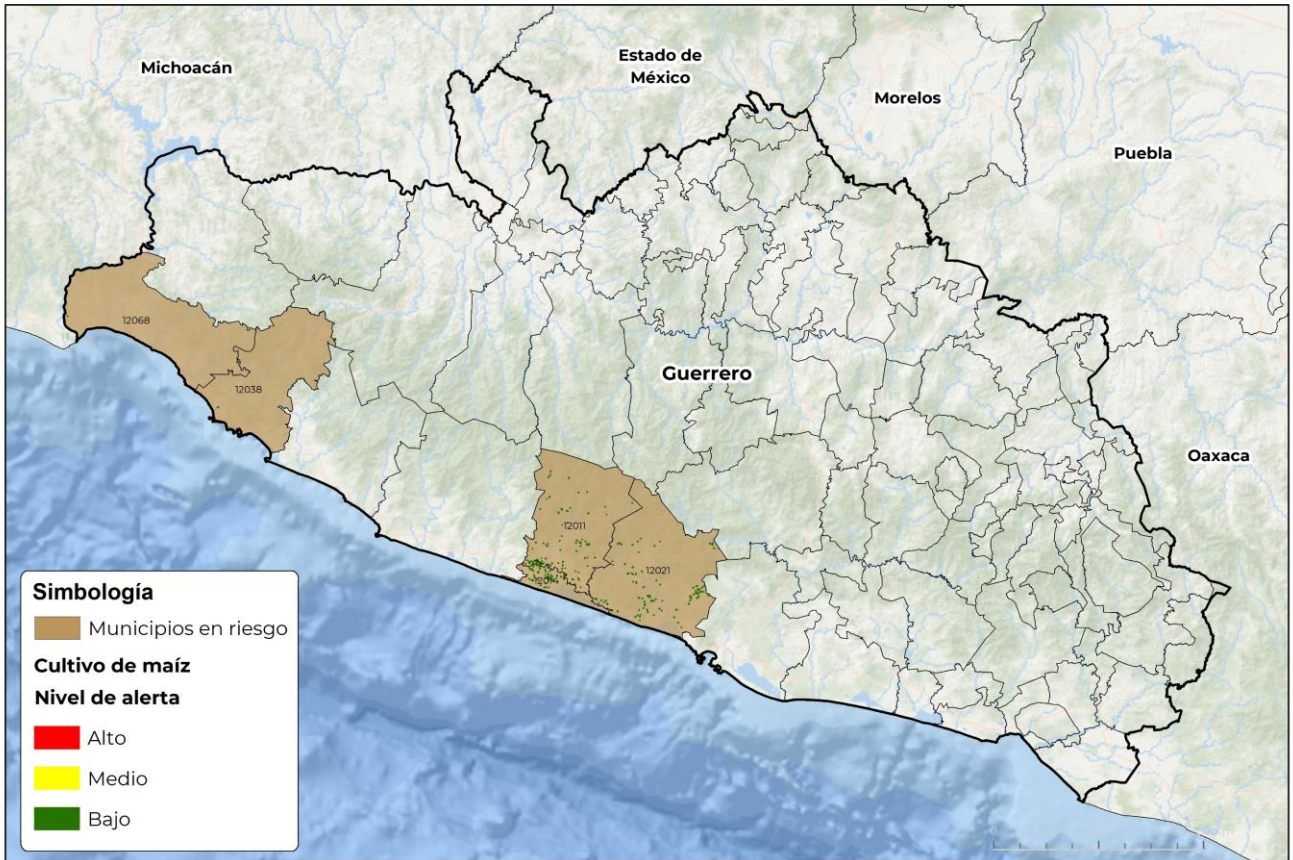 Michoacán
Estado de
México
Morelos
Puebla
12068
12038
Guerrero
Oaxaca
12011
12021
Simbología
Municipios en riesgo
Cultivo de maíz
Nivel de alerta
Alto
Medio
Bajo